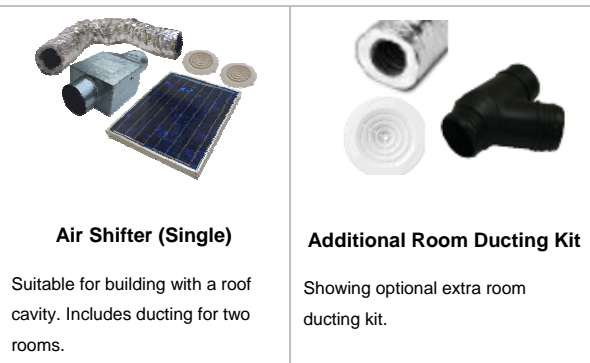 Air Shifter (Single)
Suitable for building with a roof
cavity. Includes ducting for two
rooms.
Additional Room Ducting Kit
Showing optional extra room
ducting kit.